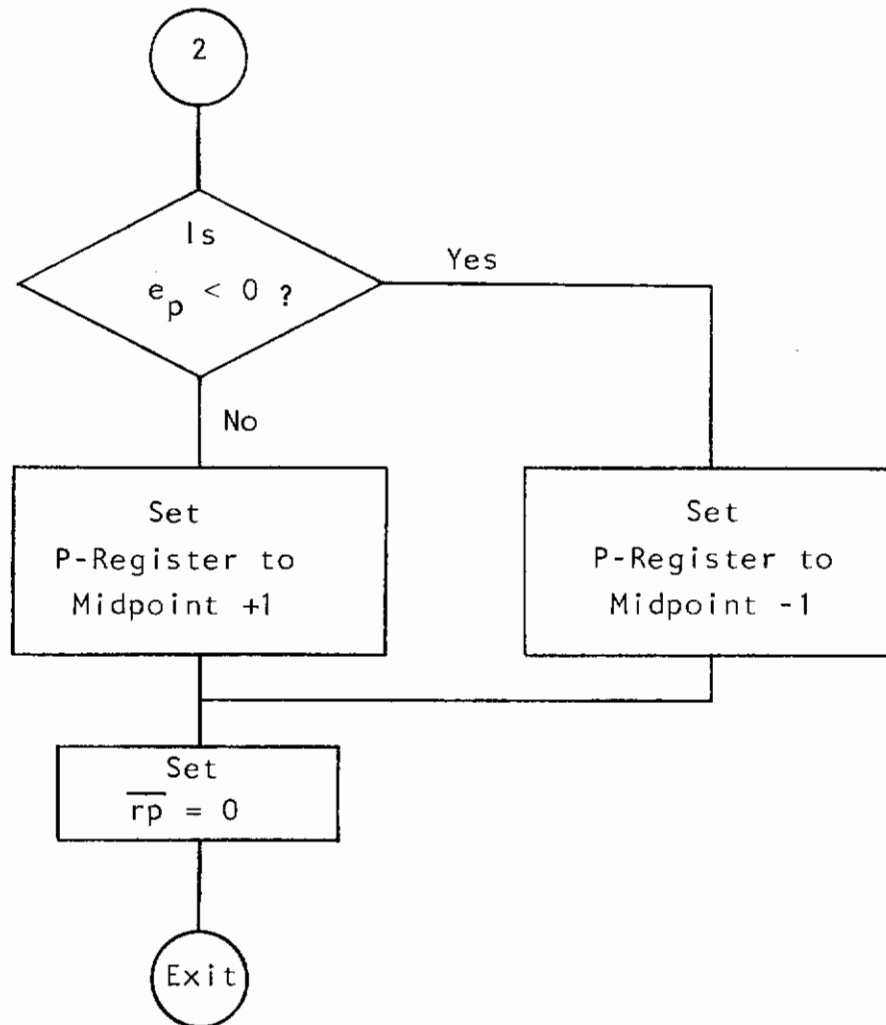 2
Is
e_p < 0 ?
Yes
No
Set
P-Register to
Midpoint +1
Set
P-Register to
Midpoint -1
Set
r̅p̅ = 0
Exit